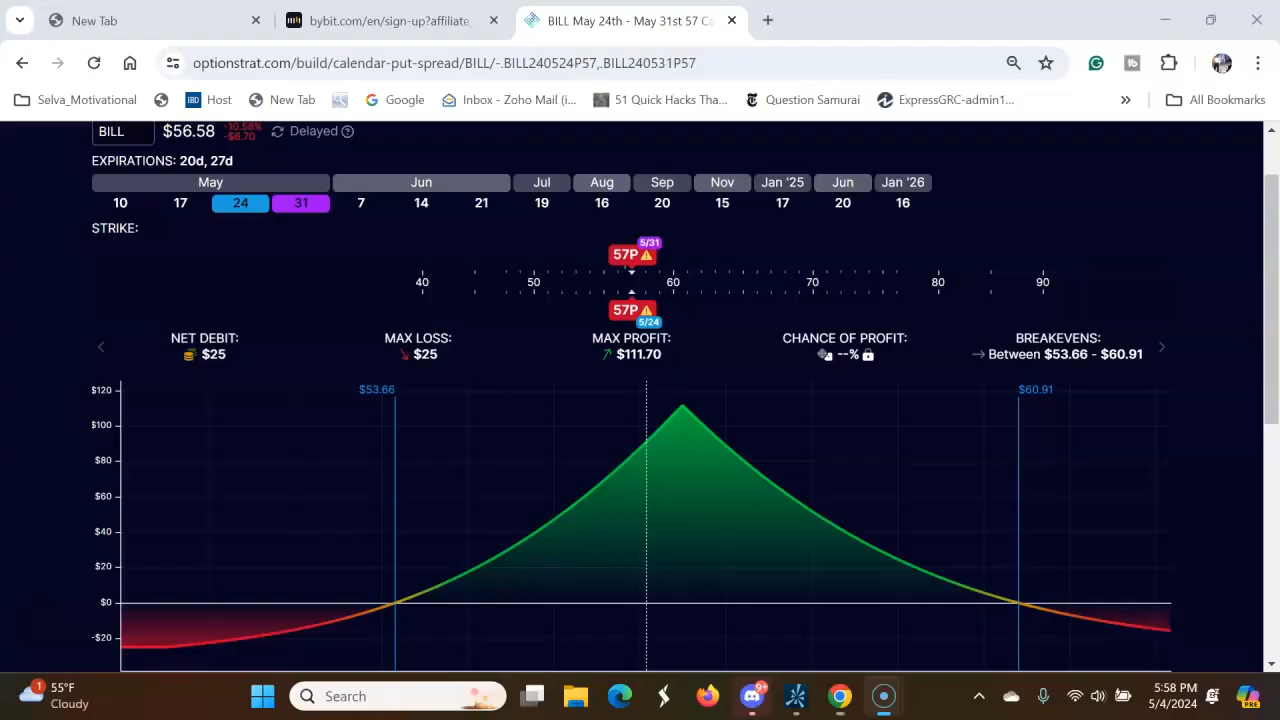 New Tab
bybit.com/en/sign-up?affiliate_
BILL May 24th - May 31st 57 Ca
optionstrat.com/build/calendar-put-spread/BILL/-.BILL240524P57,.BILL240531P57
Selva_Motivational
IBD Host
New Tab
Google
Inbox - Zoho Mail (i...
51 Quick Hacks Tha...
Question Samurai
ExpressGRC-admin1...
» All Bookmarks
BILL $56.58 -10.58% -$6.70 Delayed
EXPIRATIONS: 20d, 27d
May Jun Jul Aug Sep Nov Jan '25 Jun Jan '26
10 17 24 31 7 14 21 19 16 20 15 17 20 16
STRIKE:
5/31
57P
40 50 60 70 80 90
57P
5/24
NET DEBIT: MAX LOSS: MAX PROFIT: CHANCE OF PROFIT: BREAKEVENS:
$25 $25 $111.70 --% Between $53.66 - $60.91
$120 $53.66 $60.91
$100
$80
$60
$40
$20
$0
-$20
1 55°F
Cloudy
Search
9+
PRE
5:58 PM
5/4/2024